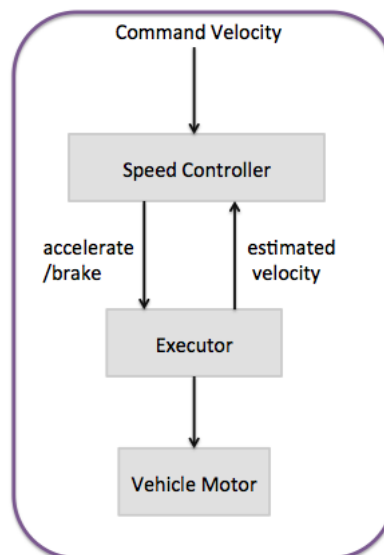 Command Velocity
Speed Controller
accelerate
/brake
estimated
velocity
Executor
Vehicle Motor